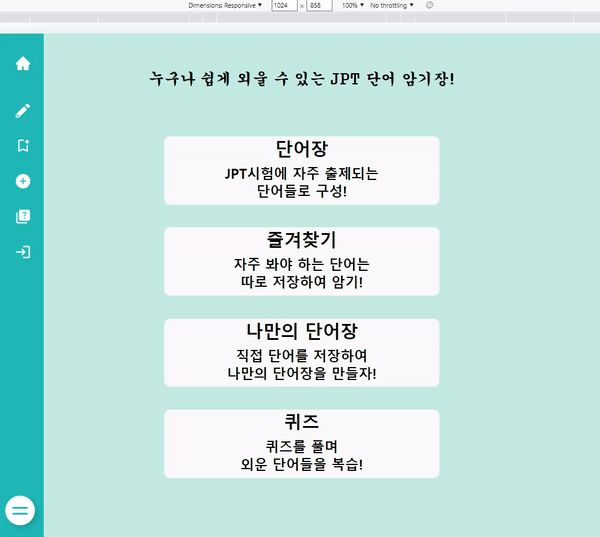 Dimensions: Responsive ▼ 1024 x 858 100% ▼ No throttling ▼
누구나 쉽게 외울 수 있는 JPT 단어 암기장!
단어장
JPT시험에 자주 출제되는
단어들로 구성!
즐겨찾기
자주 봐야 하는 단어는
따로 저장하여 암기!
나만의 단어장
직접 단어를 저장하여
나만의 단어장을 만들자!
퀴즈
퀴즈를 풀며
외운 단어들을 복습!